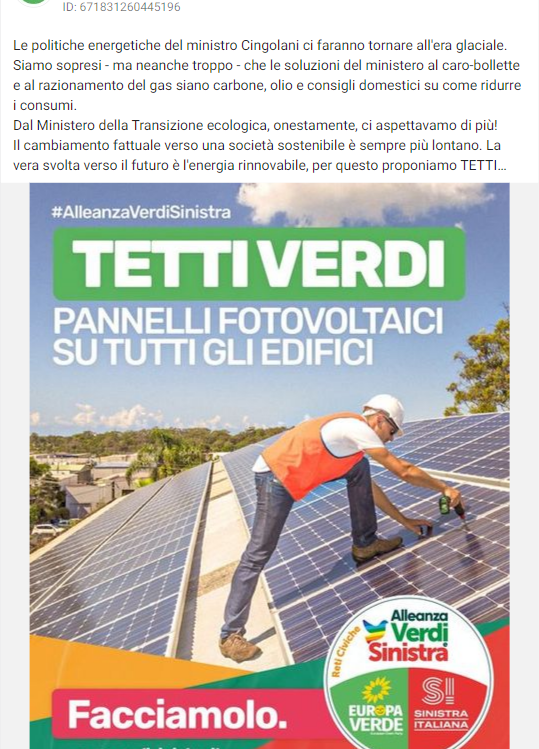 ID: 671831260445196
Le politiche energetiche del ministro Cingolani ci faranno tornare all'era glaciale.
Siamo sopresi - ma neanche troppo - che le soluzioni del ministero al caro-bollette
e al razionamento del gas siano carbone, olio e consigli domestici su come ridurre
i consumi.
Dal Ministero della Transizione ecologica, onestamente, ci aspettavamo di più!
Il cambiamento fattuale verso una società sostenibile è sempre più lontano. La
vera svolta verso il futuro è l'energia rinnovabile, per questo proponiamo TETTI...
#AlleanzaVerdiSinistra
TETTI VERDI
PANNELLI FOTOVOLTAICI
SU TUTTI GLI EDIFICI
Alleanza
Verdi
Sinistra
Reti Civiche
EUROPA
VERDE
SI
SINISTRA
ITALIANA
Facciamolo.